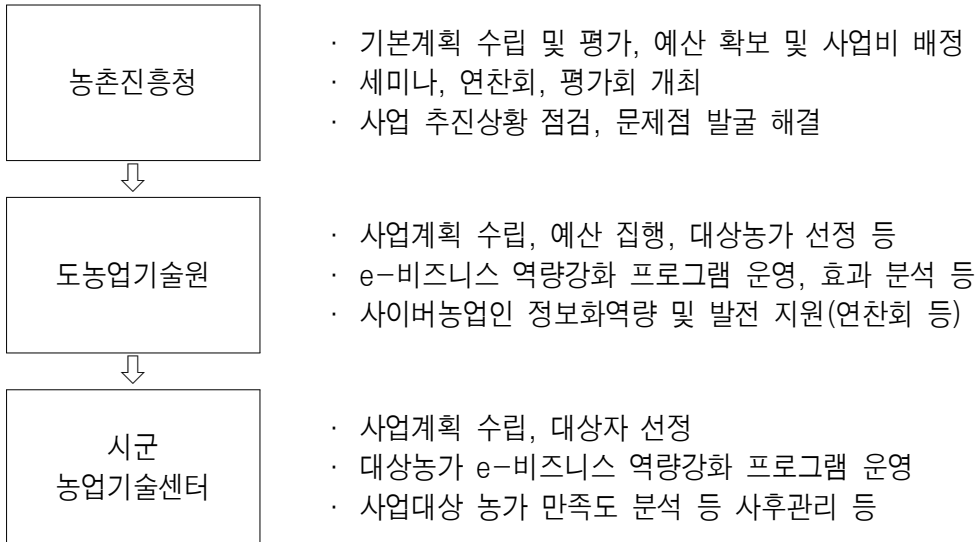 농촌진흥청
· 기본계획 수립 및 평가, 예산 확보 및 사업비 배정
· 세미나, 연찬회, 평가회 개최
· 사업 추진상황 점검, 문제점 발굴 해결
도농업기술원
· 사업계획 수립, 예산 집행, 대상농가 선정 등
· e-비즈니스 역량강화 프로그램 운영, 효과 분석 등
· 사이버농업인 정보화역량 및 발전 지원(연찬회 등)
시군
농업기술센터
· 사업계획 수립, 대상자 선정
· 대상농가 e-비즈니스 역량강화 프로그램 운영
· 사업대상 농가 만족도 분석 등 사후관리 등